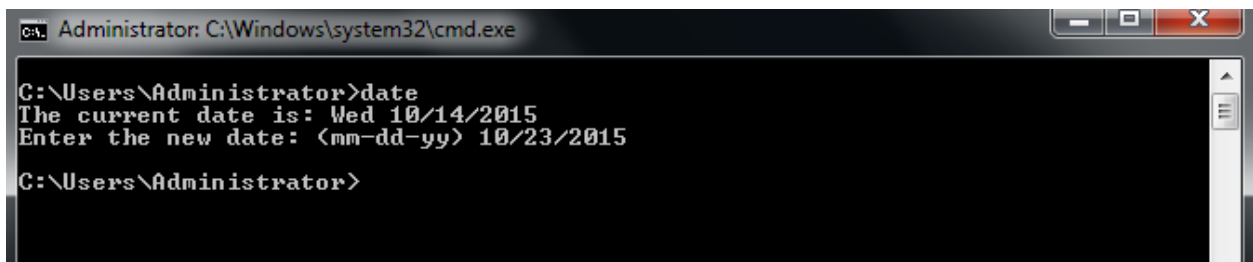 Administrator: C:\Windows\system32\cmd.exe
C:\Users\Administrator>date
The current date is: Wed 10/14/2015
Enter the new date: (mm-dd-yy) 10/23/2015
C:\Users\Administrator>